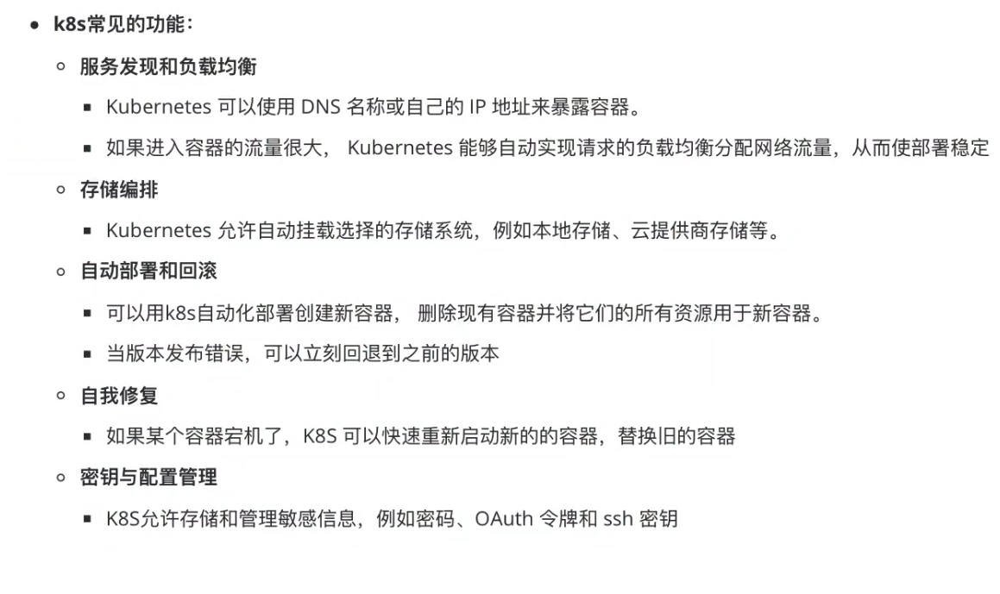 k8s常见的功能：
服务发现和负载均衡
Kubernetes 可以使用 DNS 名称或自己的 IP 地址来暴露容器。
如果进入容器的流量很大， Kubernetes 能够自动实现请求的负载均衡分配网络流量，从而使部署稳定
存储编排
Kubernetes 允许自动挂载选择的存储系统，例如本地存储、云提供商存储等。
自动部署和回滚
可以用k8s自动化部署创建新容器， 删除现有容器并将它们的所有资源用于新容器。
当版本发布错误，可以立刻回退到之前的版本
自我修复
如果某个容器宕机了，K8S 可以快速重新启动新的的容器，替换旧的容器
密钥与配置管理
K8S允许存储和管理敏感信息，例如密码、OAuth 令牌和 ssh 密钥